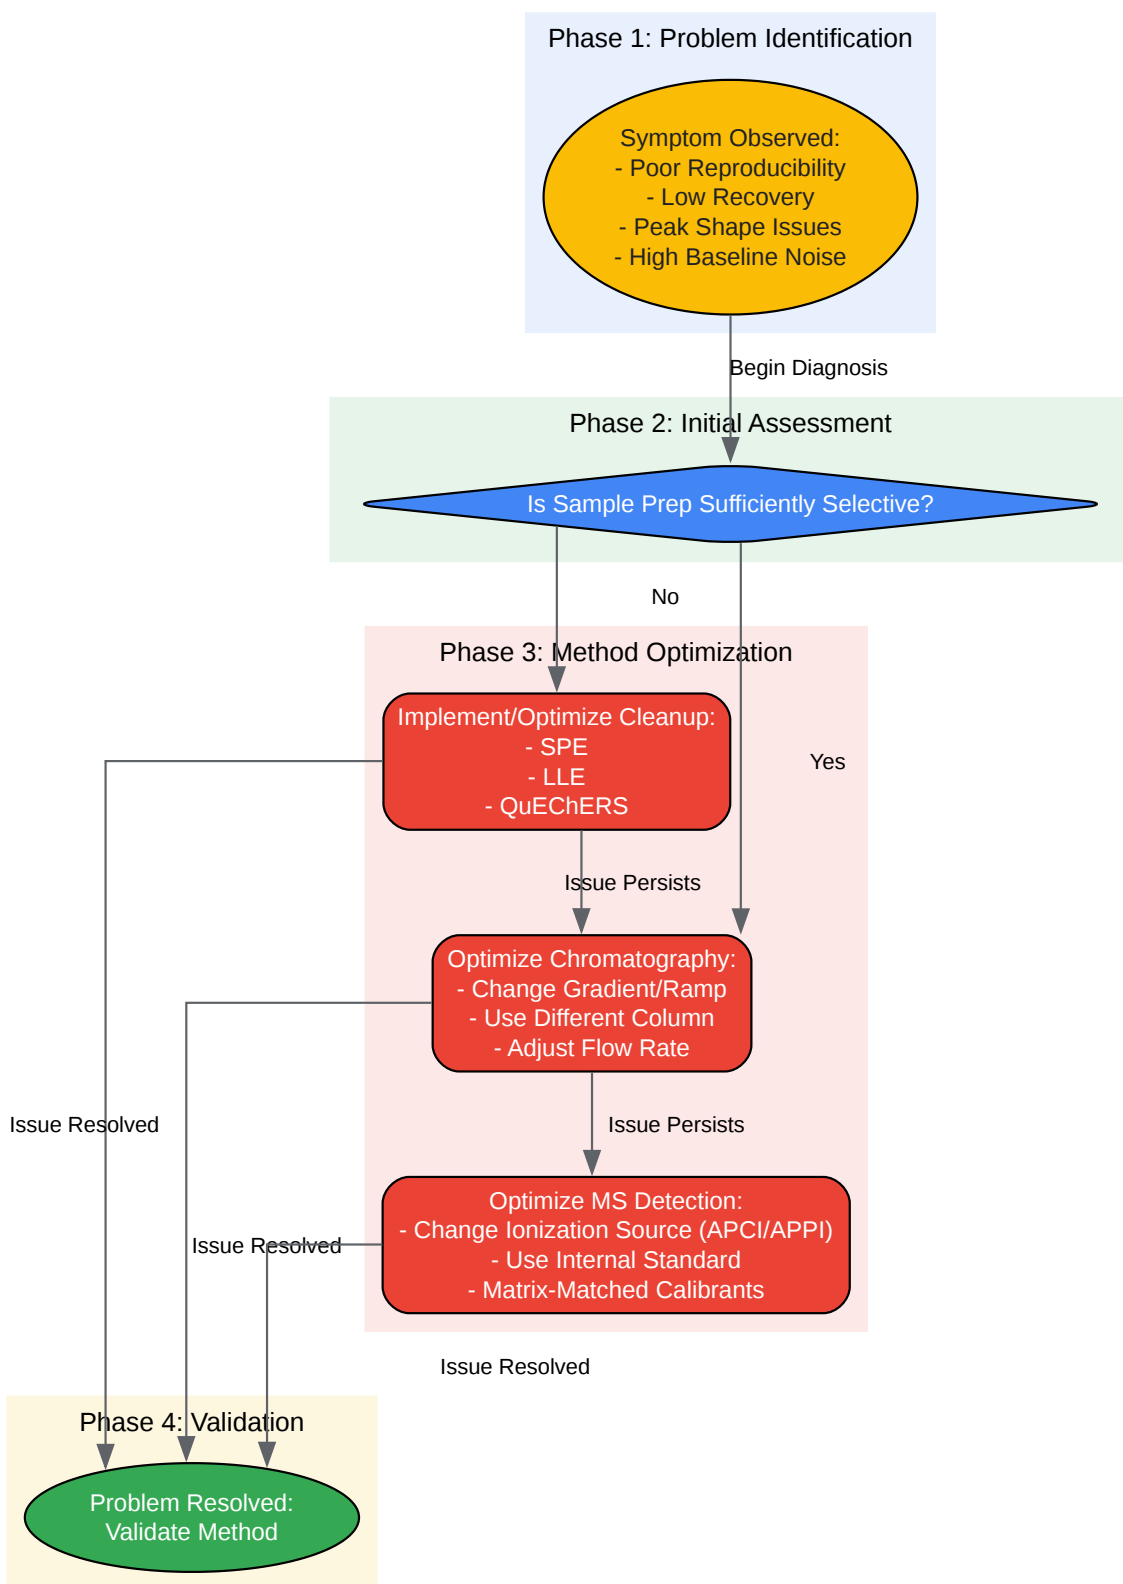 Phase 1: Problem Identification
Symptom Observed:
- Poor Reproducibility
- Low Recovery
- Peak Shape Issues
- High Baseline Noise
Begin Diagnosis
Phase 2: Initial Assessment
Is Sample Prep Sufficiently Selective?
No
Phase 3: Method Optimization
Implement/Optimize Cleanup:
- SPE
- LLE
- QuEChERS
Yes
Issue Persists
Optimize Chromatography:
- Change Gradient/Ramp
- Use Different Column
- Adjust Flow Rate
Issue Resolved
Issue Persists
Optimize MS Detection:
- Change Ionization Source (APCI/APPI)
- Use Internal Standard
- Matrix-Matched Calibrants
Issue Resolved
Issue Resolved
Phase 4: Validation
Problem Resolved:
Validate Method